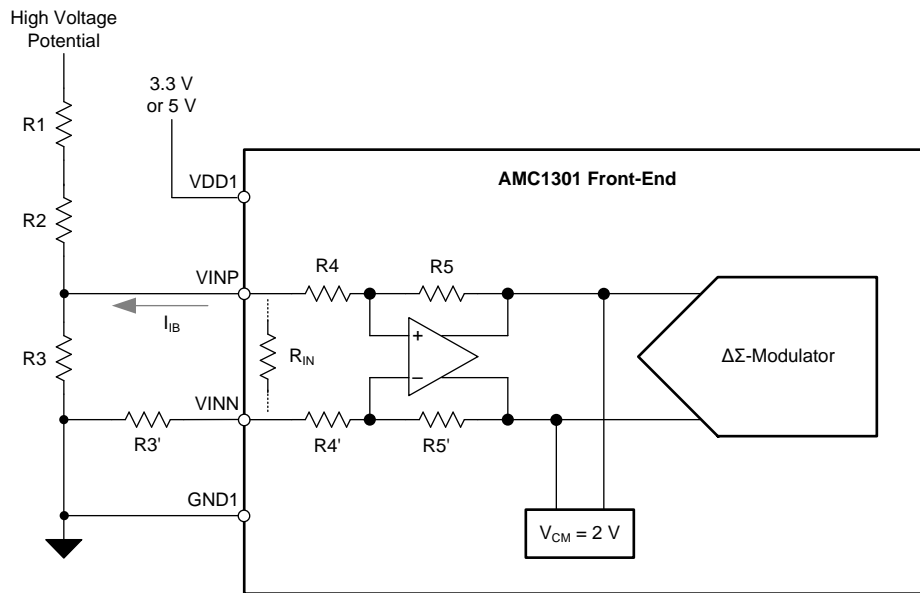 High Voltage
Potential
3.3 V
or 5 V
R1
VDD1
AMC1301 Front-End
R2
VINP
R4
R5
I_IB
+
R3
R_IN
ΔΣ-Modulator
−
VINN
R3'
R4'
R5'
GND1
V_CM = 2 V